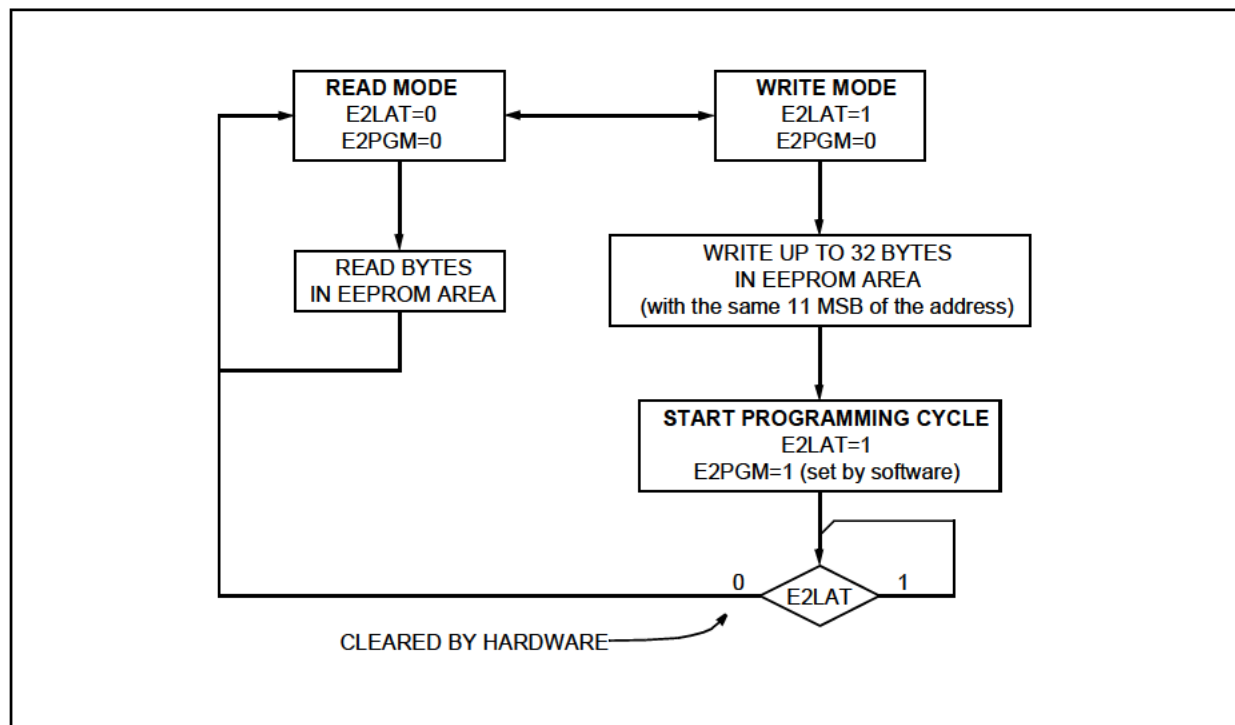 READ MODE
E2LAT=0
E2PGM=0
WRITE MODE
E2LAT=1
E2PGM=0
READ BYTES
IN EEPROM AREA
WRITE UP TO 32 BYTES
IN EEPROM AREA
(with the same 11 MSB of the address)
START PROGRAMMING CYCLE
E2LAT=1
E2PGM=1 (set by software)
0
E2LAT
1
CLEARED BY HARDWARE